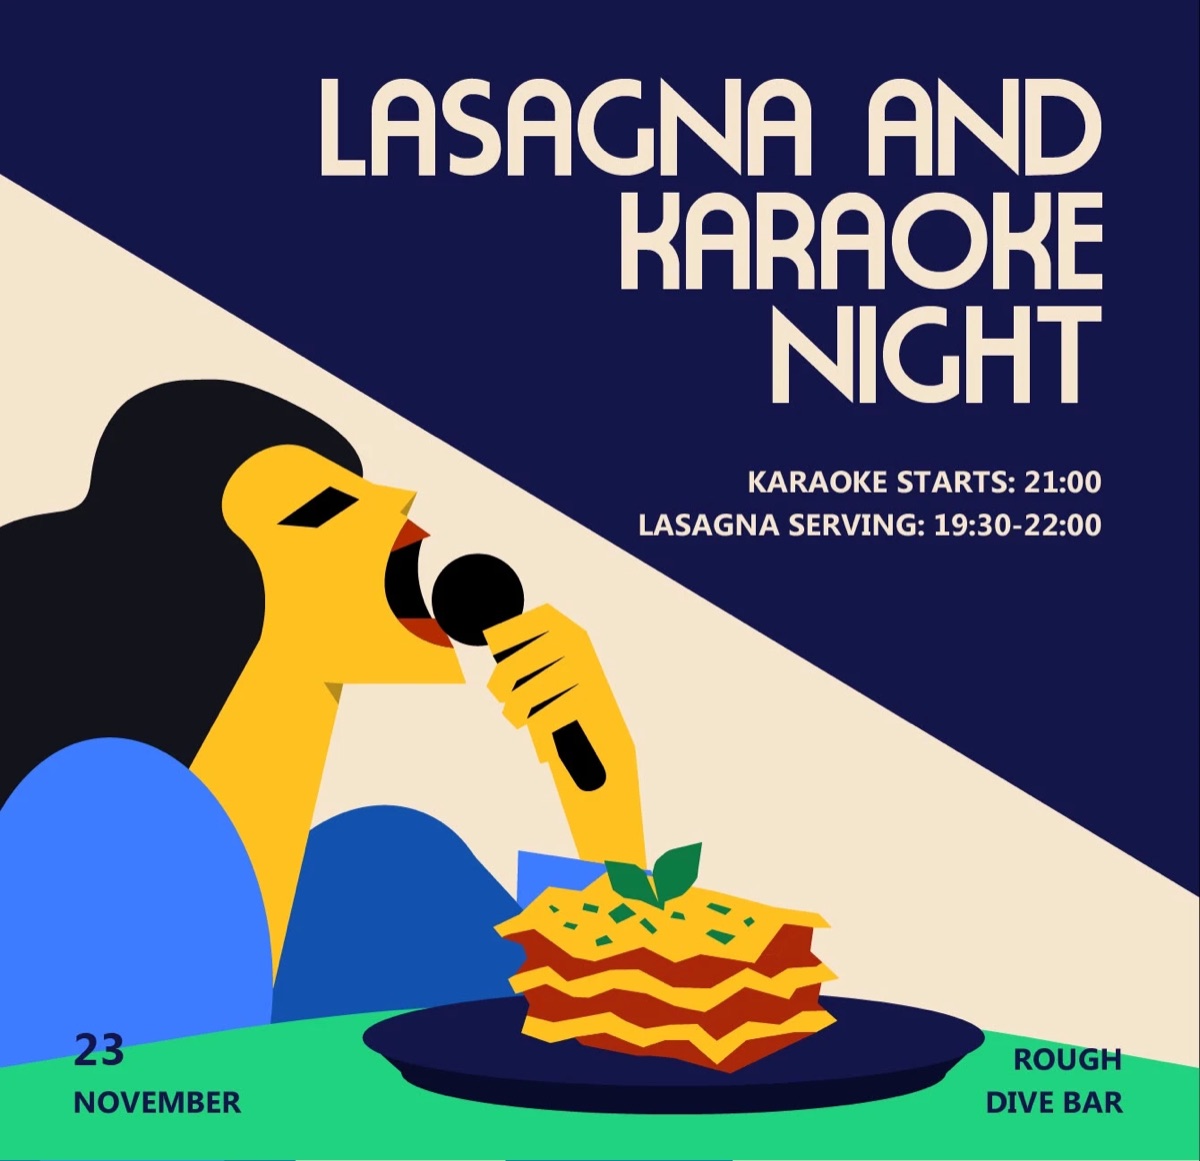 LASAGNA AND
KARAOKE
NIGHT
KARAOKE STARTS: 21:00
LASAGNA SERVING: 19:30-22:00
23
NOVEMBER
ROUGH
DIVE BAR